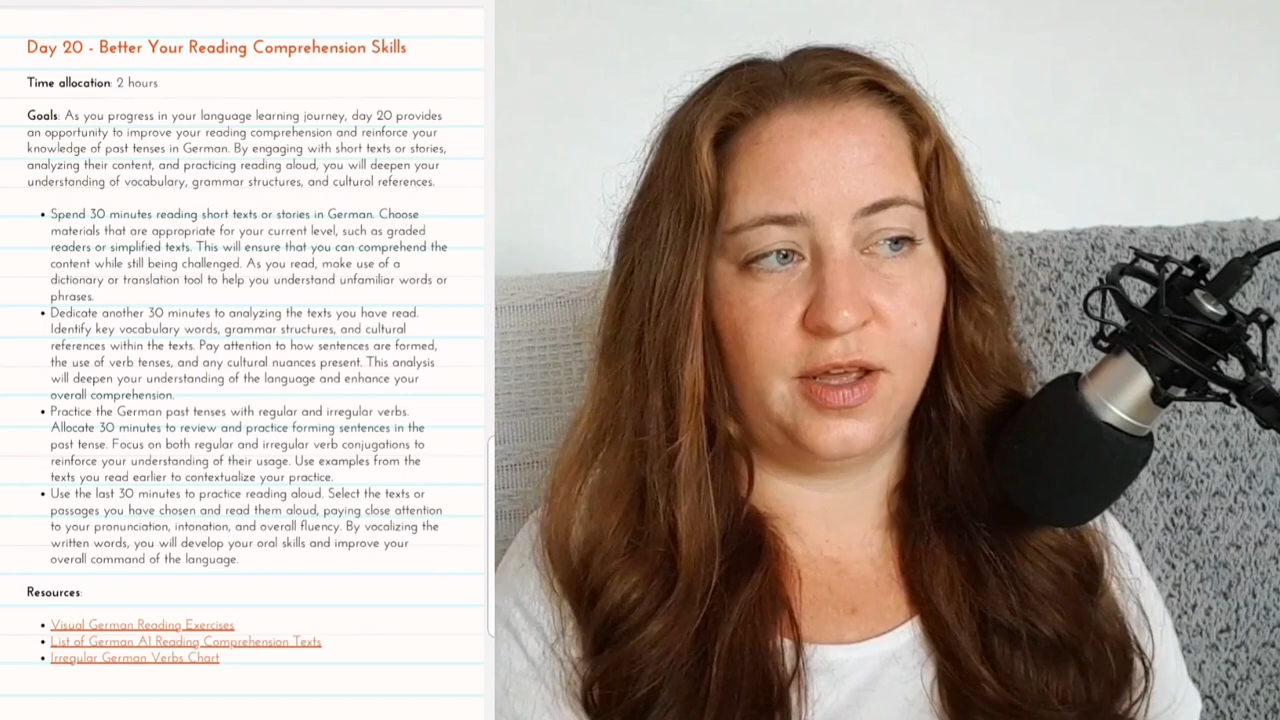 Day 20 - Better Your Reading Comprehension Skills
Time allocation: 2 hours
Goals: As you progress in your language learning journey, day 20 provides
an opportunity to improve your reading comprehension and reinforce your
knowledge of past tenses in German. By engaging with short texts or stories,
analyzing their content, and practicing reading aloud, you will deepen your
understanding of vocabulary, grammar structures, and cultural references.
• Spend 30 minutes reading short texts or stories in German. Choose
materials that are appropriate for your current level, such as graded
readers or simplified texts. This will ensure that you can comprehend the
content while still being challenged. As you read, make use of a
dictionary or translation tool to help you understand unfamiliar words or
phrases.
• Dedicate another 30 minutes to analyzing the texts you have read.
Identify key vocabulary words, grammar structures, and cultural
references within the texts. Pay attention to how sentences are formed,
the use of verb tenses, and any cultural nuances present. This analysis
will deepen your understanding of the language and enhance your
overall comprehension.
• Practice the German past tenses with regular and irregular verbs.
Allocate 30 minutes to review and practice forming sentences in the
past tense. Focus on both regular and irregular verb conjugations to
reinforce your understanding of their usage. Use examples from the
texts you read earlier to contextualize your practice.
• Use the last 30 minutes to practice reading aloud. Select the texts or
passages you have chosen and read them aloud, paying close attention
to your pronunciation, intonation, and overall fluency. By vocalizing the
written words, you will develop your oral skills and improve your
overall command of the language.
Resources:
• Visual German Reading Exercises
• List of German A1 Reading Comprehension Texts
• Irregular German Verbs Chart